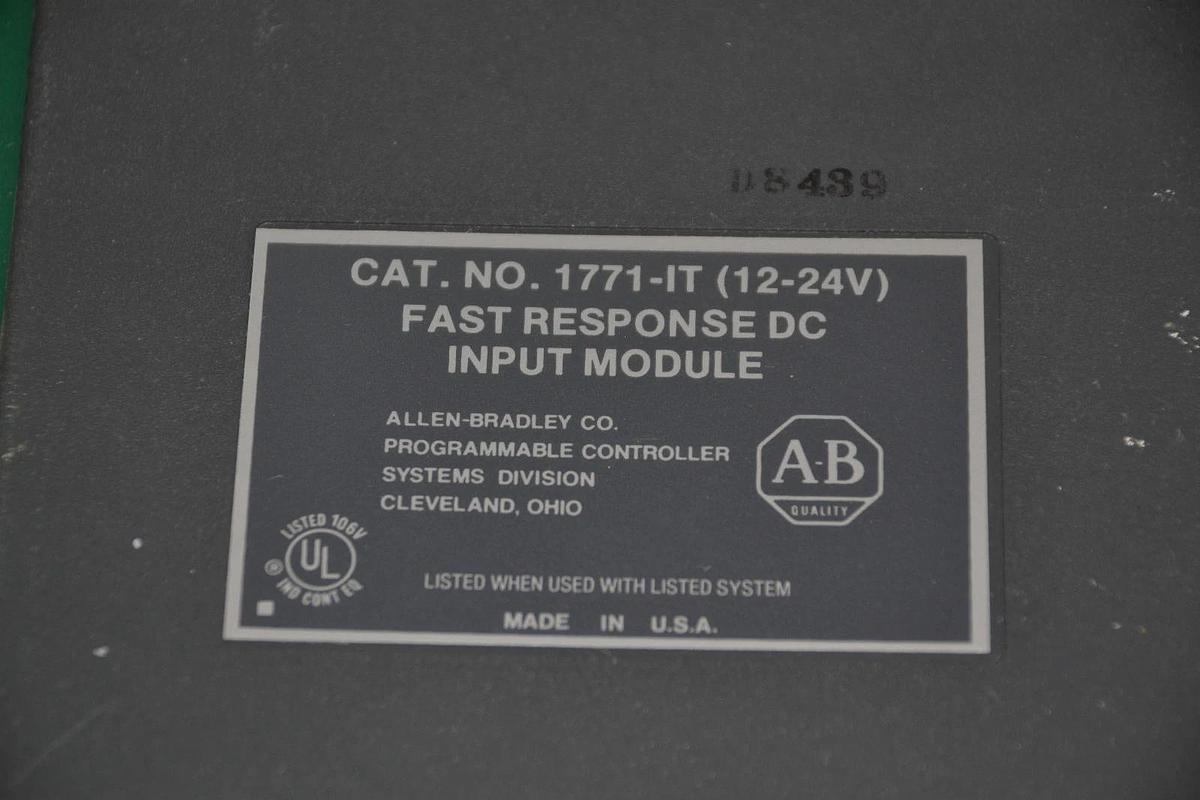 D8439
CAT. NO. 1771-IT (12-24V)
FAST RESPONSE DC
INPUT MODULE
ALLEN-BRADLEY CO.
PROGRAMMABLE CONTROLLER
SYSTEMS DIVISION
CLEVELAND, OHIO
A-B
QUALITY
LISTED 106V
UL
®
IND CONT EQ
LISTED WHEN USED WITH LISTED SYSTEM
MADE IN U.S.A.